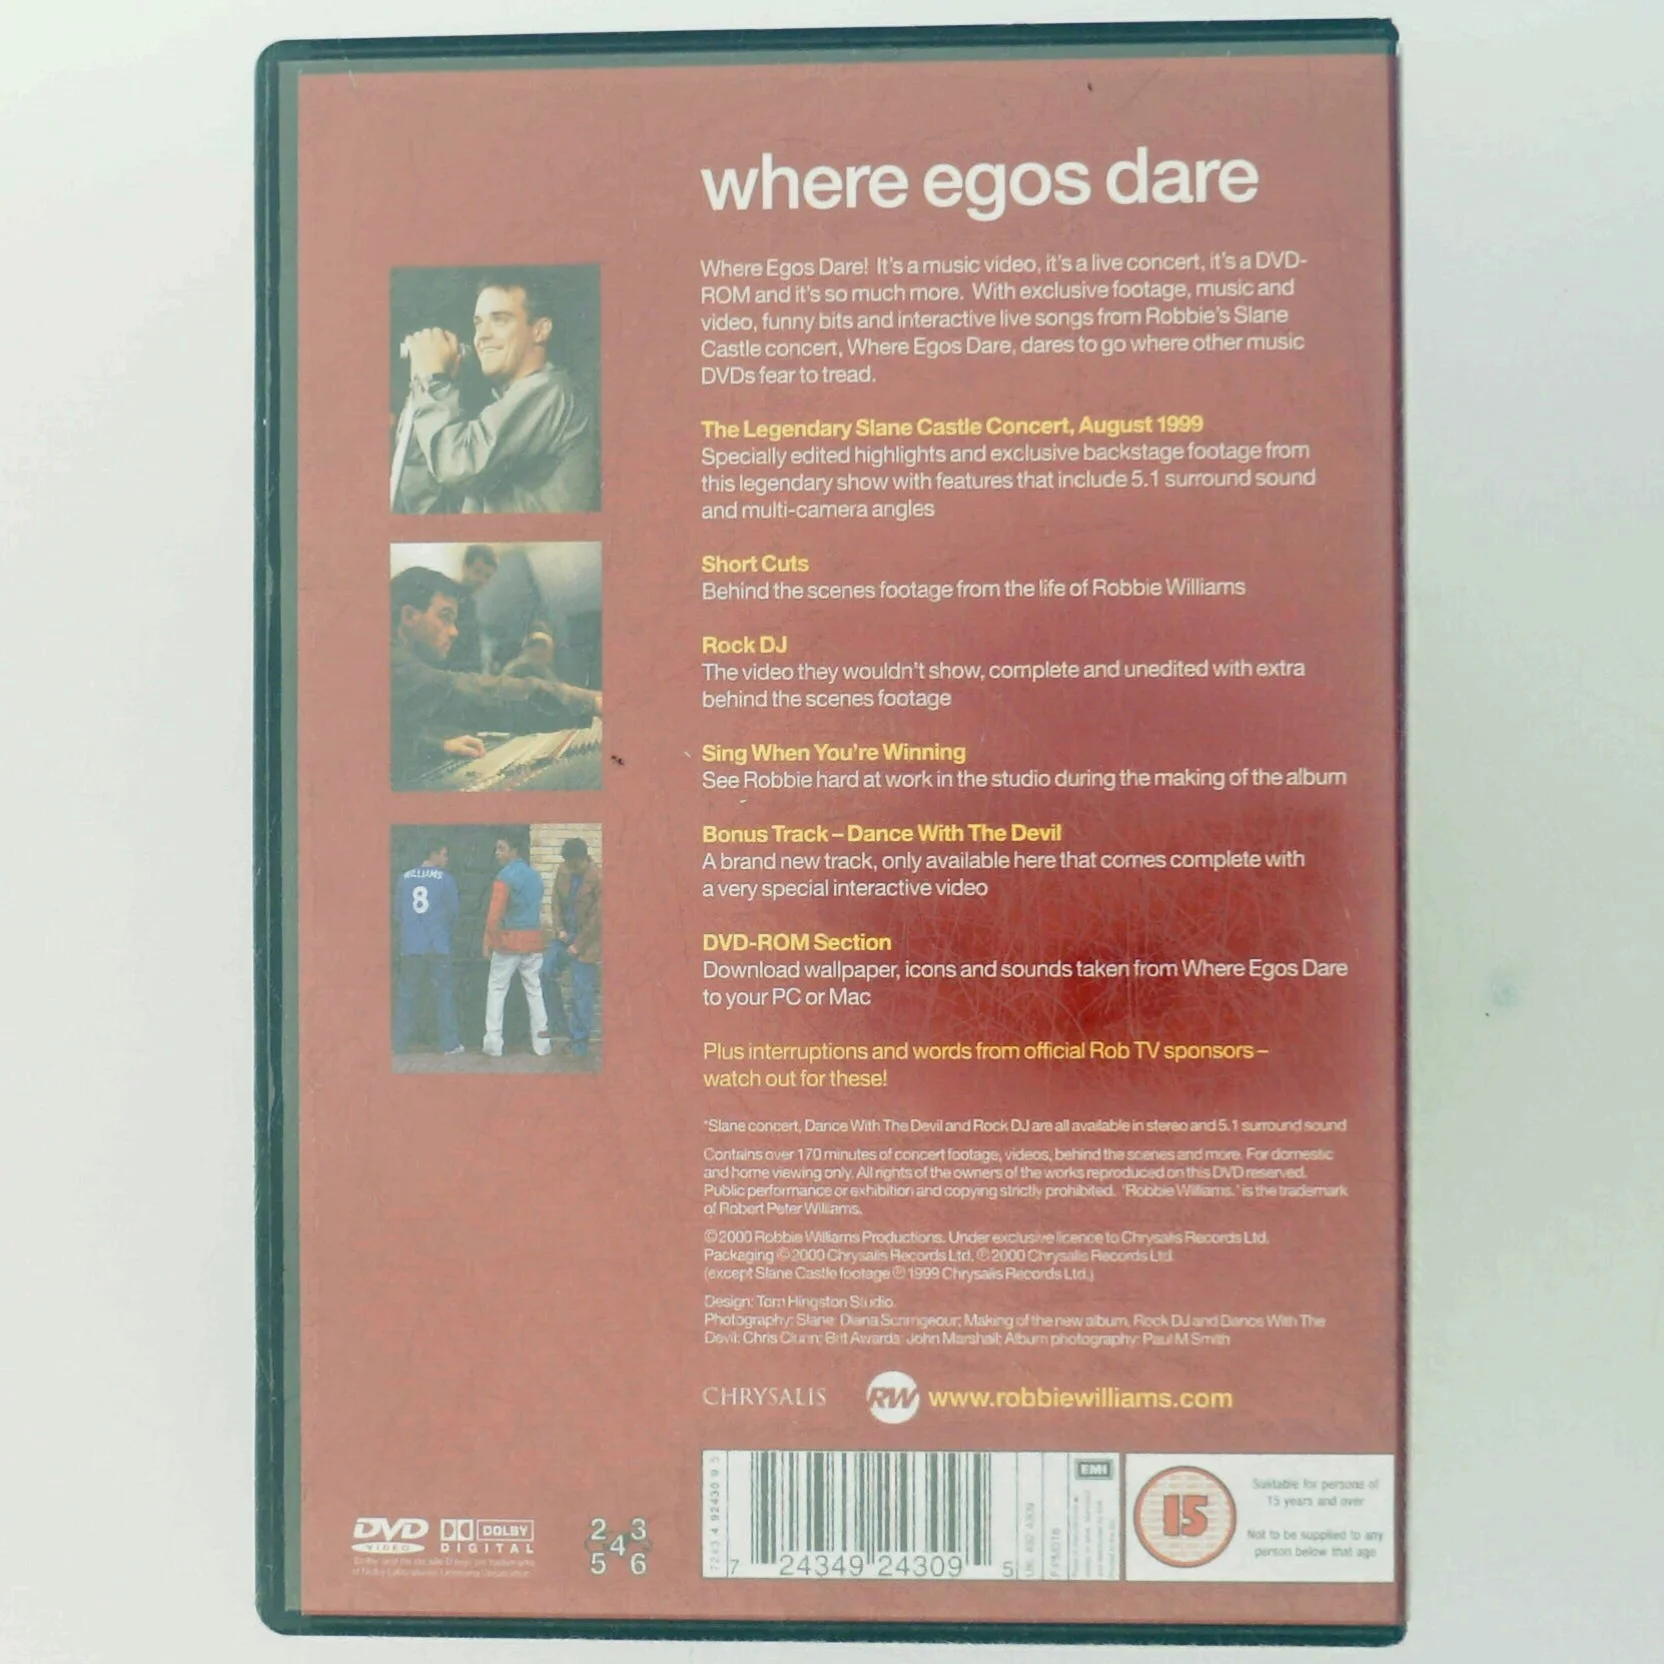 where egos dare
Where Egos Dare! It's a music video, it's a live concert, it's a DVD-
ROM and it's so much more. With exclusive footage, music and
video, funny bits and interactive live songs from Robbie's Slane
Castle concert, Where Egos Dare, dares to go where other music
DVDs fear to tread.
The Legendary Slane Castle Concert, August 1999
Specially edited highlights and exclusive backstage footage from
this legendary show with features that include 5.1 surround sound
and multi-camera angles
Short Cuts
Behind the scenes footage from the life of Robbie Williams
Rock DJ
The video they wouldn't show, complete and unedited with extra
behind the scenes footage
Sing When You're Winning
See Robbie hard at work in the studio during the making of the album
Bonus Track – Dance With The Devil
A brand new track, only available here that comes complete with
a very special interactive video
DVD-ROM Section
Download wallpaper, icons and sounds taken from Where Egos Dare
to your PC or Mac
Plus interruptions and words from official Rob TV sponsors –
watch out for these!
*Slane concert, Dance With The Devil and Rock DJ are all available in stereo and 5.1 surround sound
Contains over 170 minutes of concert footage, videos, behind the scenes and more. For domestic
and home viewing only. All rights of the owners of the works reproduced on this DVD reserved.
Public performance or exhibition and copying strictly prohibited. 'Robbie Williams.' is the trademark
of Robert Peter Williams.
©2000 Robbie Williams Productions. Under exclusive licence to Chrysalis Records Ltd.
Packaging ©2000 Chrysalis Records Ltd. ℗2000 Chrysalis Records Ltd.
(except Slane Castle footage ℗1999 Chrysalis Records Ltd.)
Design: Tom Hingston Studio.
Photography: Slane: Diana Scrimgeour; Making of the new album, Rock DJ and Dance With The
Devil: Chris Clunn; Brit Awards: John Marshall; Album photography: Paul M Smith
CHRYSALIS RW www.robbiewilliams.com
WILLIAMS
8
DVD VIDEO
DOLBY DIGITAL
2 3
4
5 6
7243 4 92430 9 5
7 24349 24309 5
UK: 492 4309
EMI
15
Suitable for persons of
15 years and over
Not to be supplied to any
person below that age